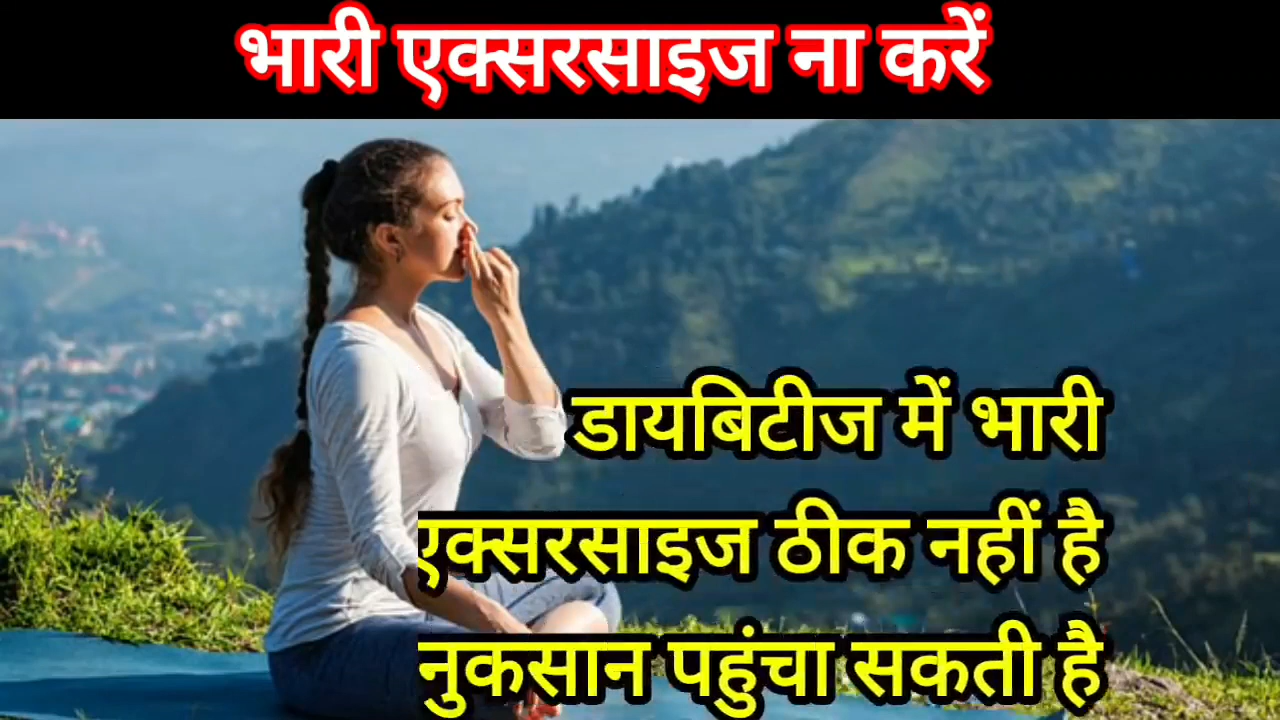 भारी एक्सरसाइज ना करें
डायबिटीज में भारी
एक्सरसाइज ठीक नहीं है
नुकसान पहुंचा सकती है